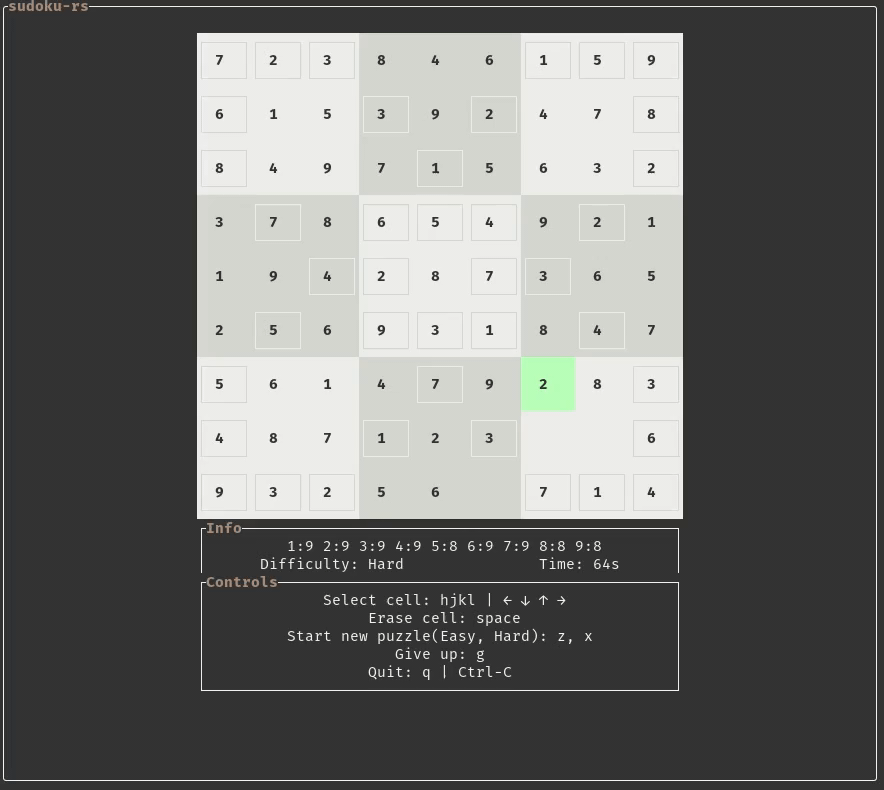 sudoku-rs
7 2 3 8 4 6 1 5 9
6 1 5 3 9 2 4 7 8
8 4 9 7 1 5 6 3 2
3 7 8 6 5 4 9 2 1
1 9 4 2 8 7 3 6 5
2 5 6 9 3 1 8 4 7
5 6 1 4 7 9 2 8 3
4 8 7 1 2 3 6
9 3 2 5 6 7 1 4
Info
1:9 2:9 3:9 4:9 5:8 6:9 7:9 8:8 9:8
Difficulty: Hard Time: 64s
Controls
Select cell: hjkl | ← ↓ ↑ →
Erase cell: space
Start new puzzle(Easy, Hard): z, x
Give up: g
Quit: q | Ctrl-C